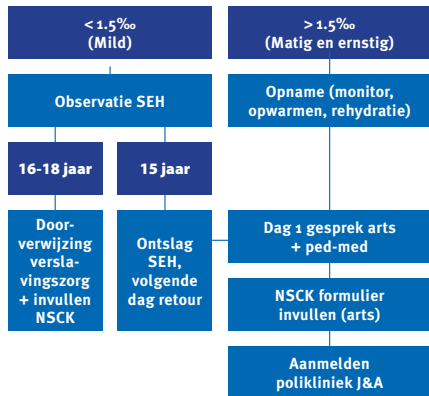 < 1.5‰
(Mild)
> 1.5‰
(Matig en ernstig)
Observatie SEH
Opname (monitor,
opwarmen, rehydratie)
16-18 jaar
15 jaar
Door-
verwijzing
versla-
vingszorg
+ invullen
NSCK
Ontslag
SEH,
volgende
dag retour
Dag 1 gesprek arts
+ ped-med
NSCK formulier
invullen (arts)
Aanmelden
polikliniek J&A